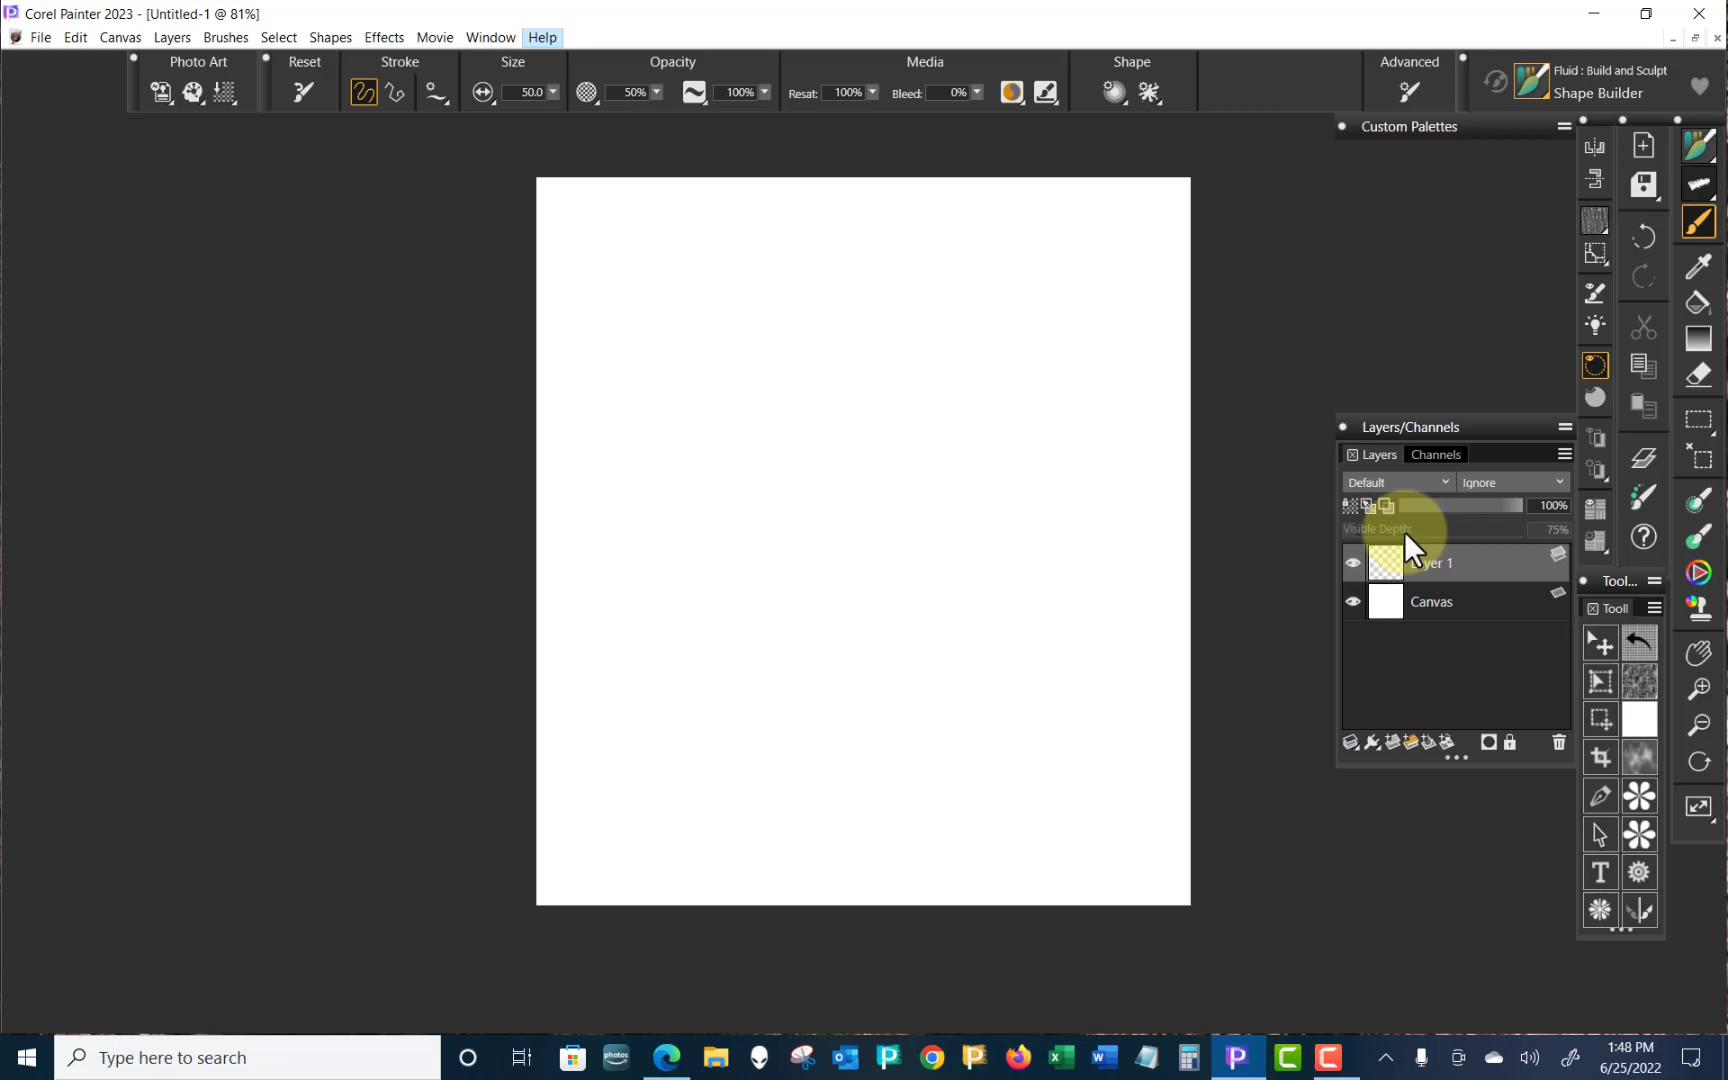 Corel Painter 2023 - [Untitled-1 @ 81%]
File Edit Canvas Layers Brushes Select Shapes Effects Movie Window Help
Photo Art Reset Stroke Size Opacity Media Shape Advanced
Fluid : Build and Sculpt
Shape Builder
50.0 50% 100% Resat: 100% Bleed: 0%
Custom Palettes
Layers/Channels
Layers Channels
Default Ignore
100%
Visible Depth: 75%
Layer 1
Canvas
Tool...
Tool
T
Type here to search
photos
1:48 PM
6/25/2022